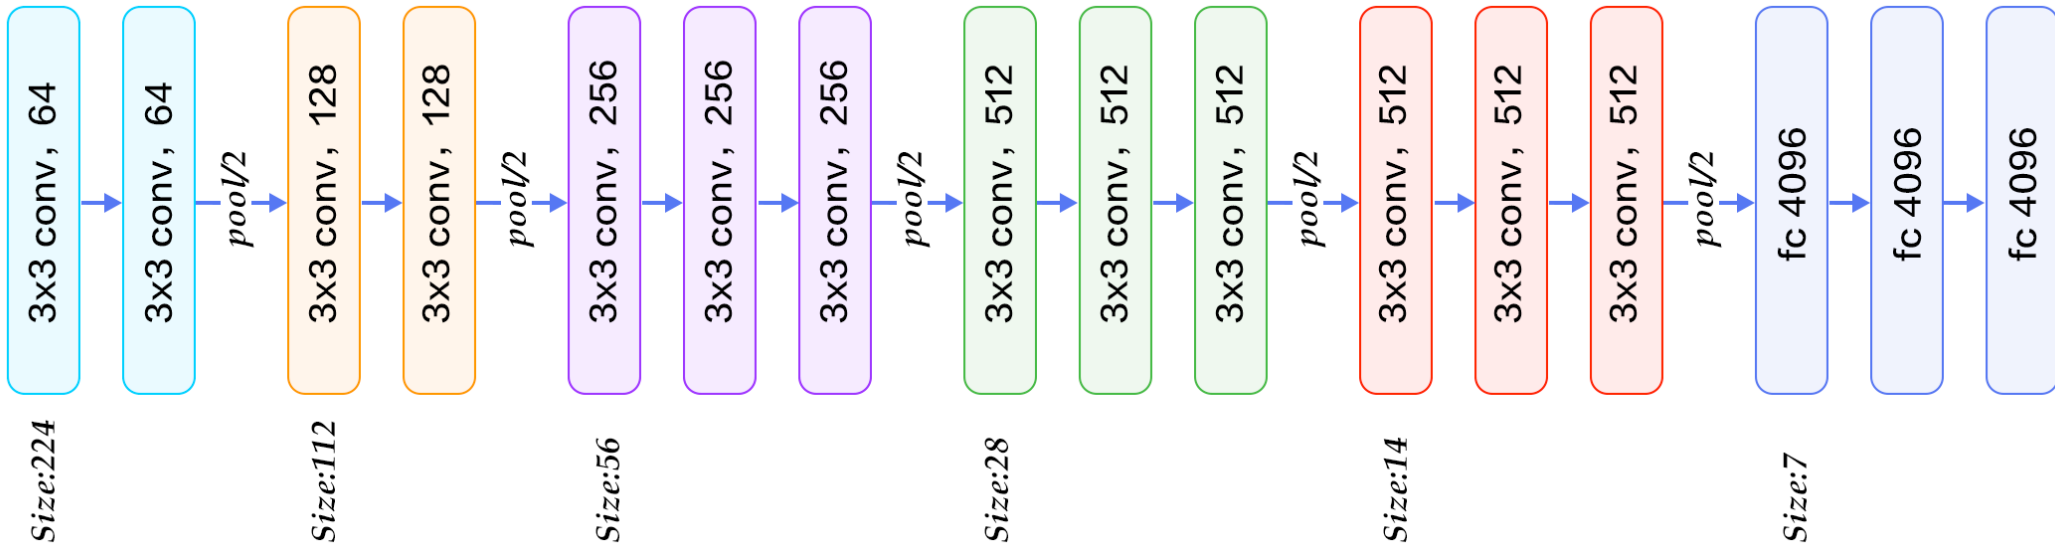 3x3 conv, 64
3x3 conv, 64
pool/2
3x3 conv, 128
3x3 conv, 128
pool/2
3x3 conv, 256
3x3 conv, 256
3x3 conv, 256
pool/2
3x3 conv, 512
3x3 conv, 512
3x3 conv, 512
pool/2
3x3 conv, 512
3x3 conv, 512
3x3 conv, 512
pool/2
fc 4096
fc 4096
fc 4096
Size:224
Size:112
Size:56
Size:28
Size:14
Size:7